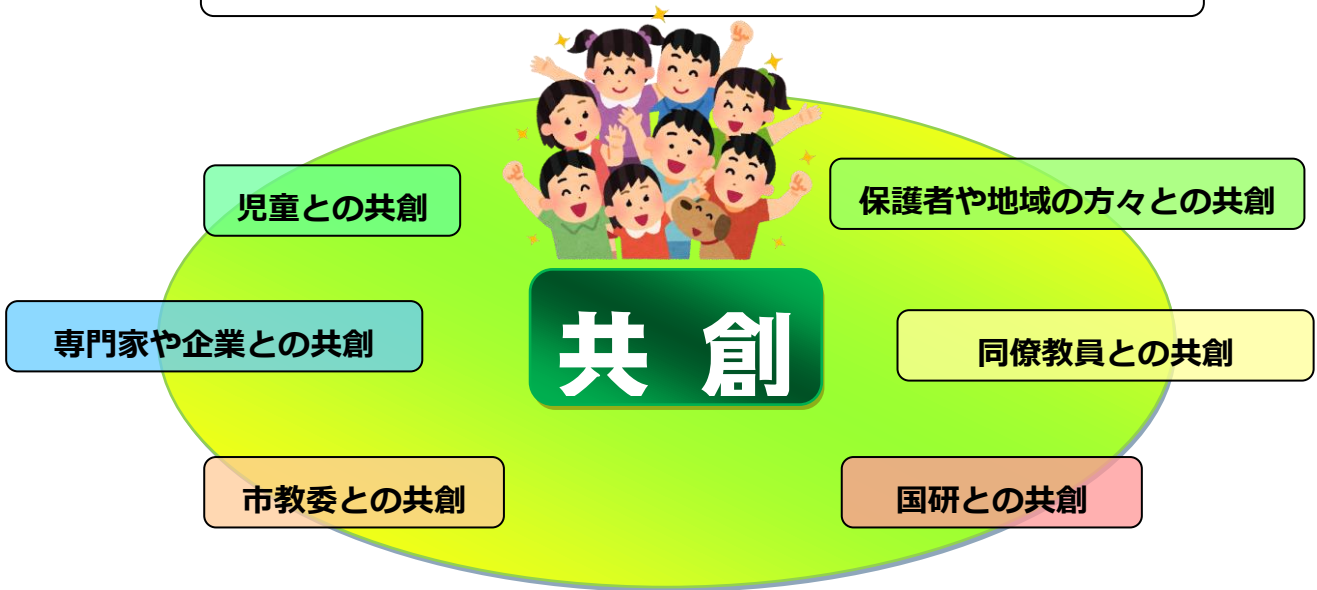 児童との共創
保護者や地域の方々との共創
専門家や企業との共創
共 創
同僚教員との共創
市教委との共創
国研との共創